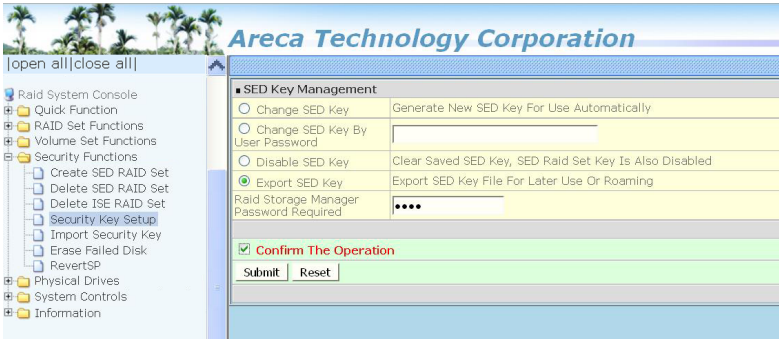 Areca Technology Corporation
|open all|close all|
Raid System Console
Quick Function
RAID Set Functions
Volume Set Functions
Security Functions
Create SED RAID Set
Delete SED RAID Set
Delete ISE RAID Set
Security Key Setup
Import Security Key
Erase Failed Disk
RevertSP
Physical Drives
System Controls
Information
SED Key Management
Change SED Key Generate New SED Key For Use Automatically
Change SED Key By
User Password
Disable SED Key Clear Saved SED Key, SED Raid Set Key Is Also Disabled
Export SED Key Export SED Key File For Later Use Or Roaming
Raid Storage Manager
Password Required ••••
Confirm The Operation
Submit Reset